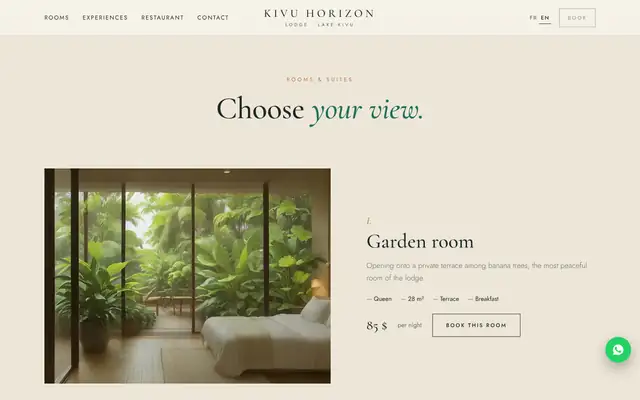 ROOMS EXPERIENCES RESTAURANT CONTACT
KIVU HORIZON
LODGE LAKE KIVU
FR EN BOOK
ROOMS & SUITES
Choose your view.
I.
Garden room
Opening onto a private terrace among banana trees, the most peaceful
room of the lodge.
— Queen — 28 m² — Terrace — Breakfast
85 $ per night BOOK THIS ROOM